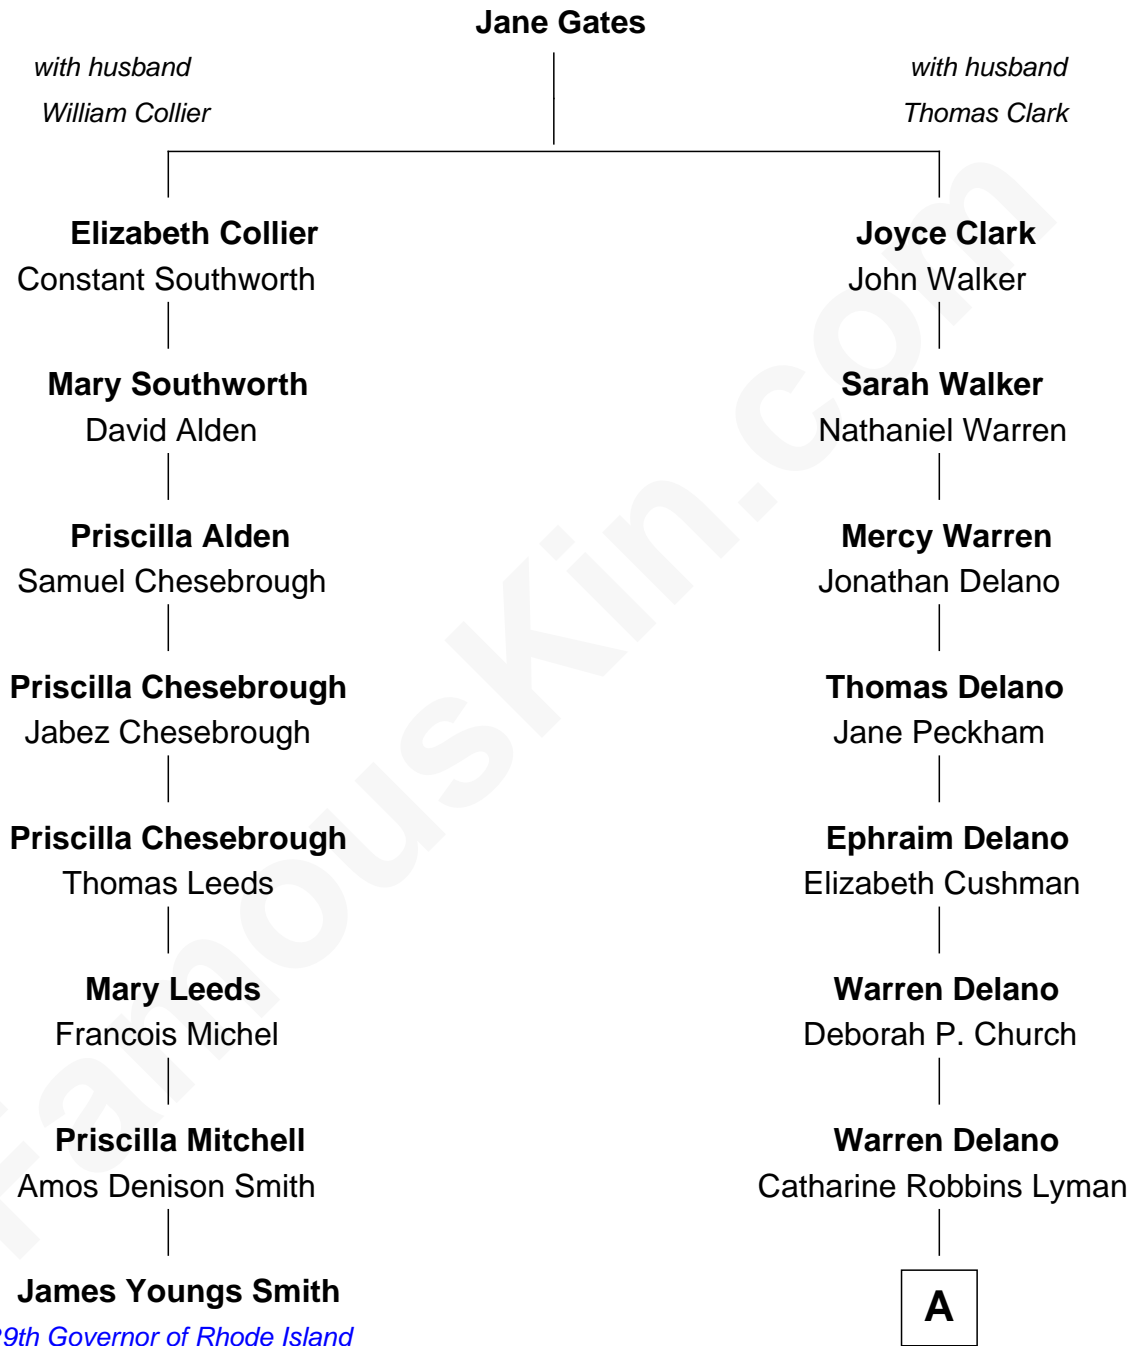 Jane Gates
with husband
William Collier
with husband
Thomas Clark
Elizabeth Collier
Constant Southworth
Joyce Clark
John Walker
Mary Southworth
David Alden
Sarah Walker
Nathaniel Warren
Priscilla Alden
Samuel Chesebrough
Mercy Warren
Jonathan Delano
Priscilla Chesebrough
Jabez Chesebrough
Thomas Delano
Jane Peckham
Priscilla Chesebrough
Thomas Leeds
Ephraim Delano
Elizabeth Cushman
Mary Leeds
Francois Michel
Warren Delano
Deborah P. Church
Priscilla Mitchell
Amos Denison Smith
Warren Delano
Catharine Robbins Lyman
James Youngs Smith
9th Governor of Rhode Island
A
FamousKin.com